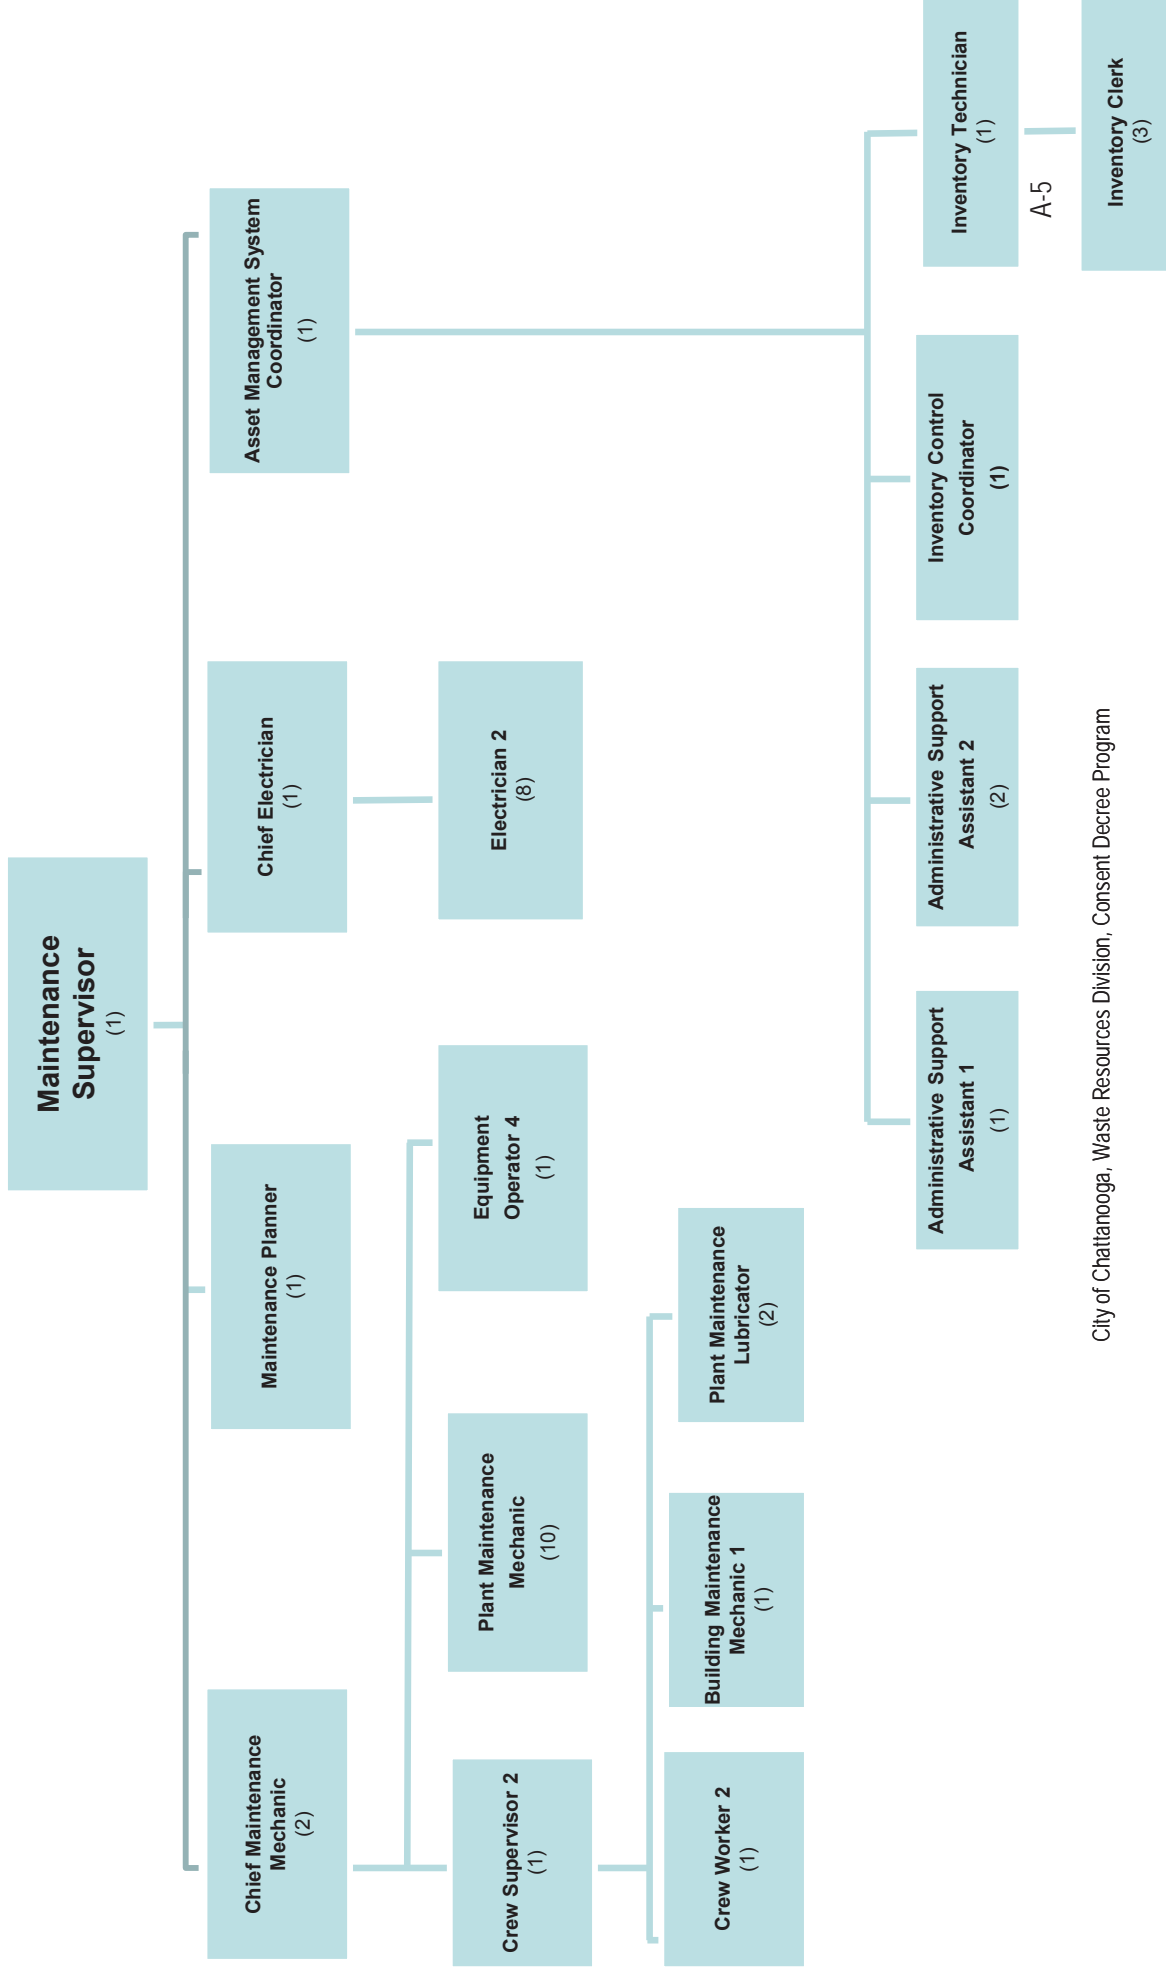 Maintenance
Supervisor
(1)
Chief Maintenance
Mechanic
(2)
Maintenance Planner
(1)
Chief Electrician
(1)
Asset Management System
Coordinator
(1)
Crew Supervisor 2
(1)
Plant Maintenance
Mechanic
(10)
Equipment
Operator 4
(1)
Electrician 2
(8)
Crew Worker 2
(1)
Building Maintenance
Mechanic 1
(1)
Plant Maintenance
Lubricator
(2)
Administrative Support
Assistant 1
(1)
Administrative Support
Assistant 2
(2)
Inventory Control
Coordinator
(1)
Inventory Technician
(1)
A-5
Inventory Clerk
(3)
City of Chattanooga, Waste Resources Division, Consent Decree Program